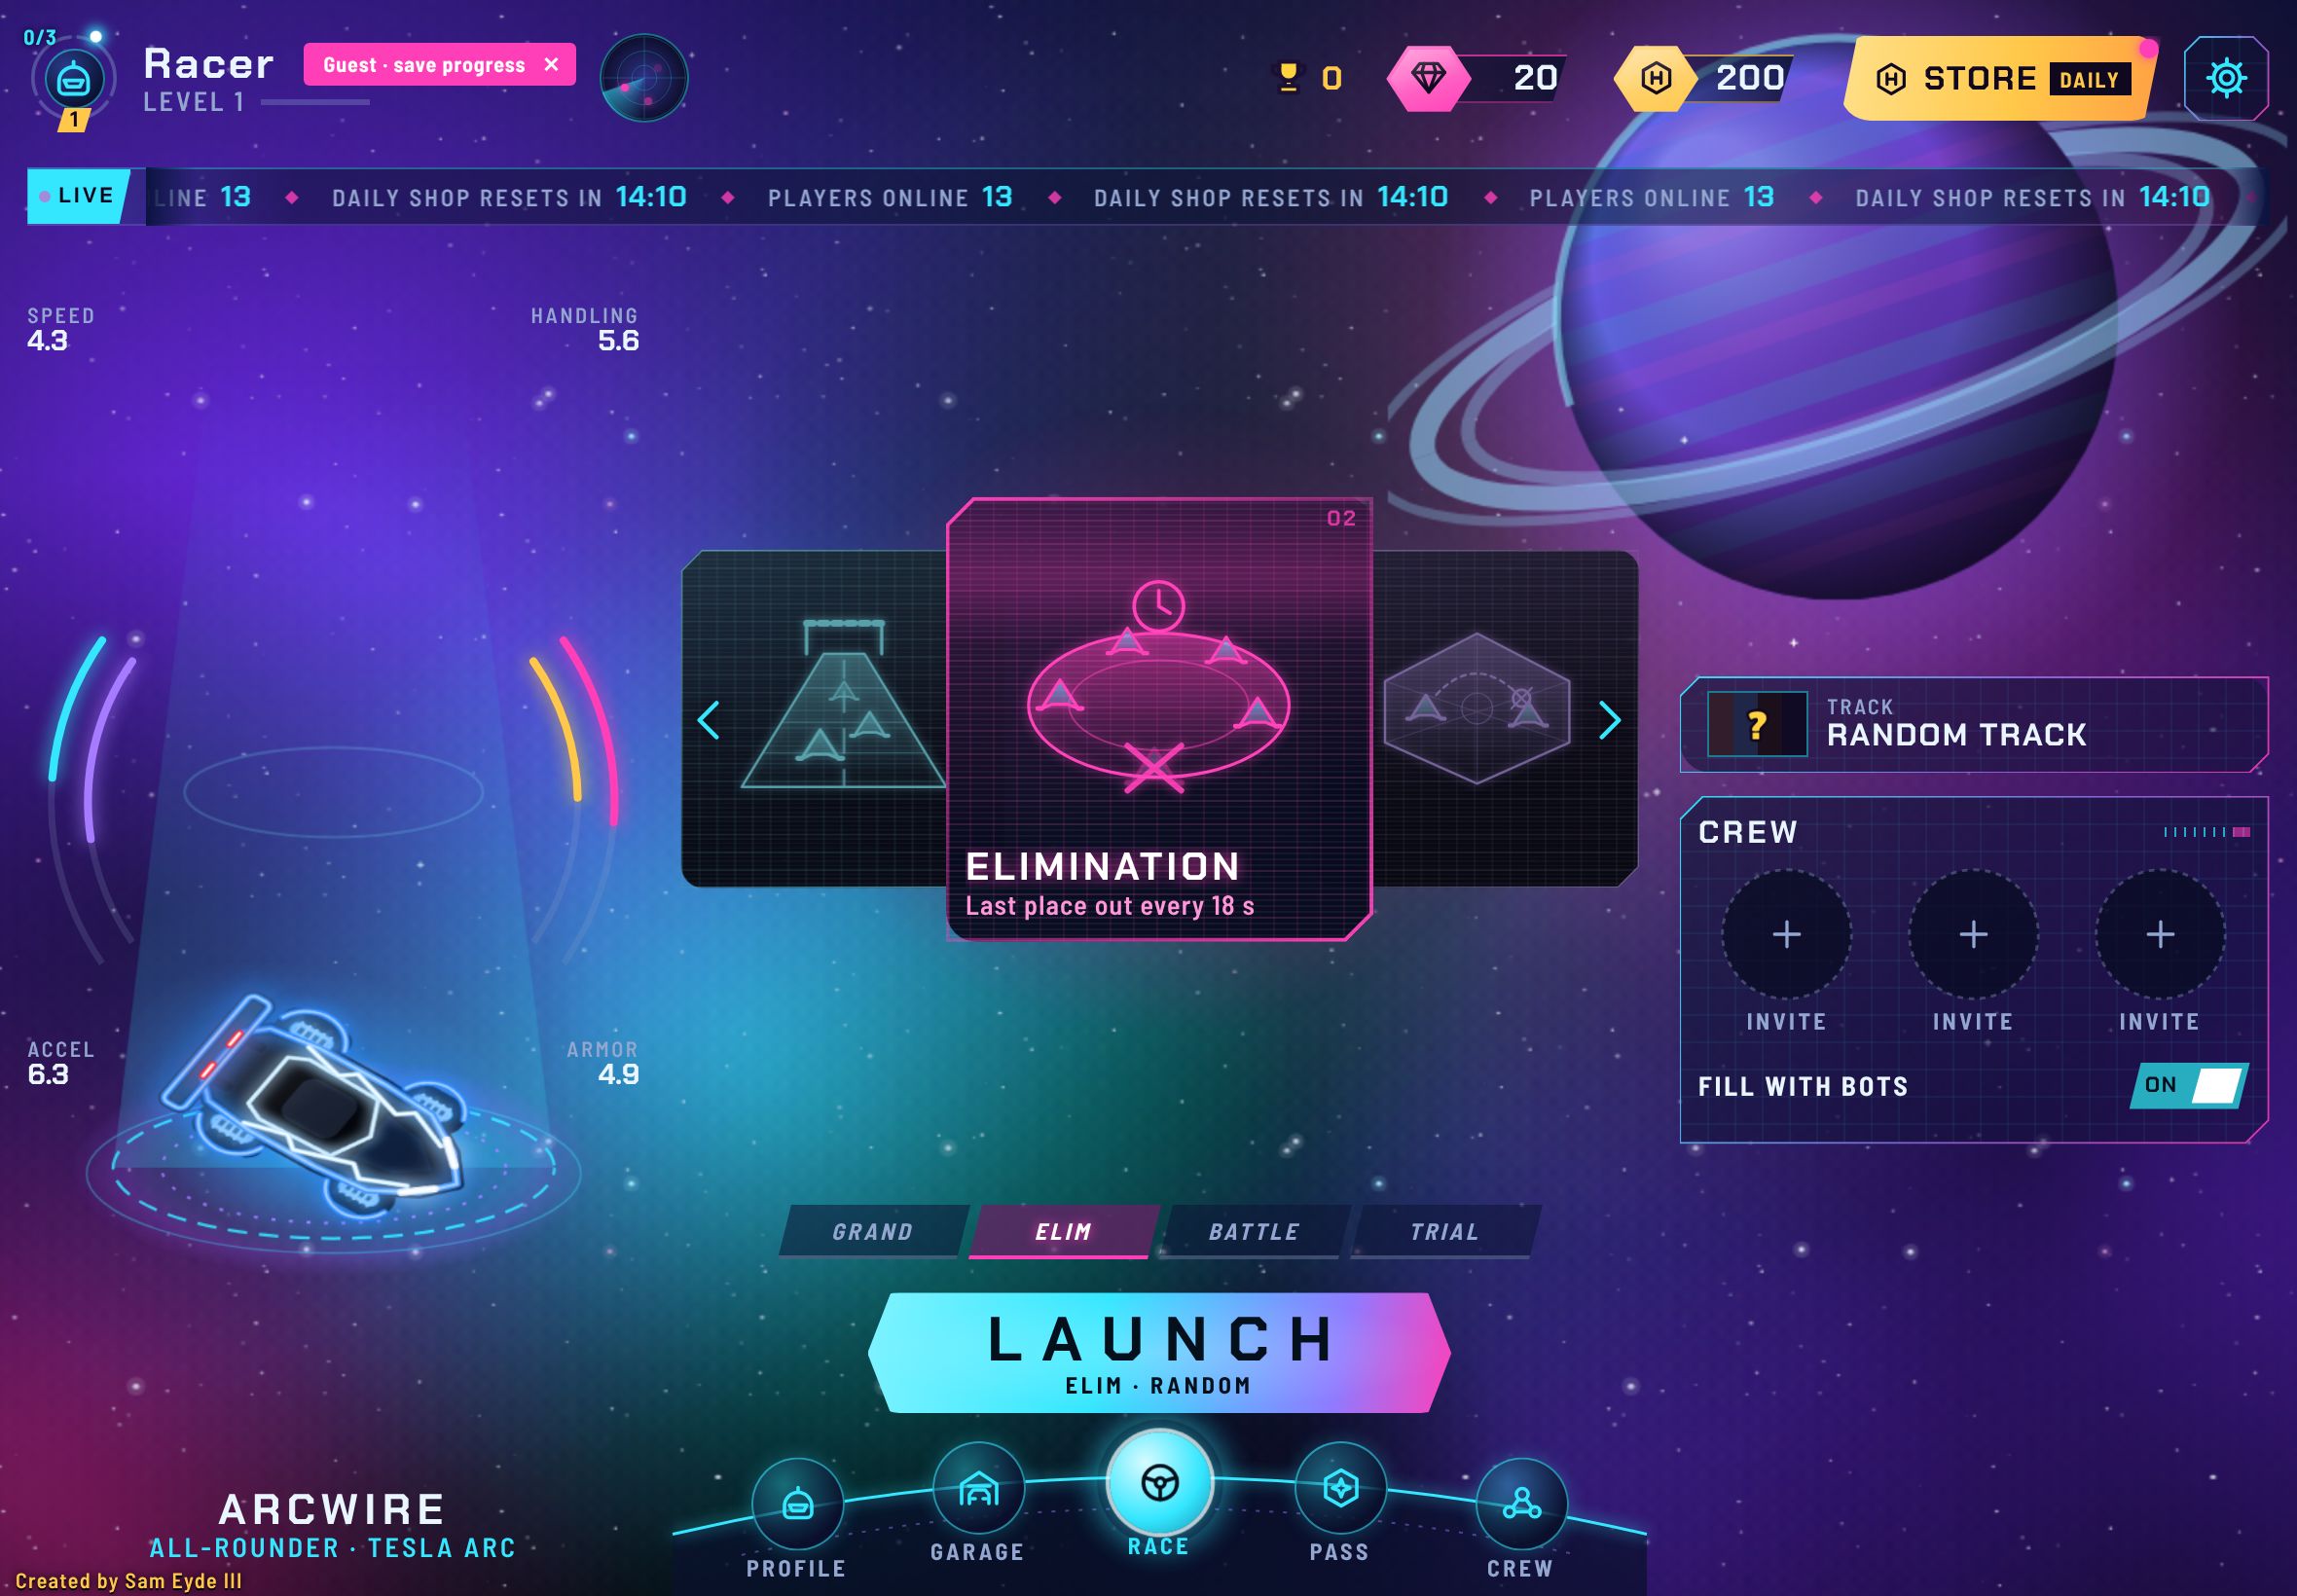 0/3
1
Racer
LEVEL 1
Guest · save progress ✕
0
20
200
STORE DAILY
LIVE
LINE 13 ◆ DAILY SHOP RESETS IN 14:10 ◆ PLAYERS ONLINE 13 ◆ DAILY SHOP RESETS IN 14:10 ◆ PLAYERS ONLINE 13 ◆ DAILY SHOP RESETS IN 14:10
SPEED
4.3
HANDLING
5.6
02
ELIMINATION
Last place out every 18 s
?
TRACK
RANDOM TRACK
CREW
INVITE
INVITE
INVITE
FILL WITH BOTS
ON
ACCEL
6.3
ARMOR
4.9
GRAND
ELIM
BATTLE
TRIAL
LAUNCH
ELIM · RANDOM
ARCWIRE
ALL-ROUNDER · TESLA ARC
PROFILE
GARAGE
RACE
PASS
CREW
Created by Sam Eyde III